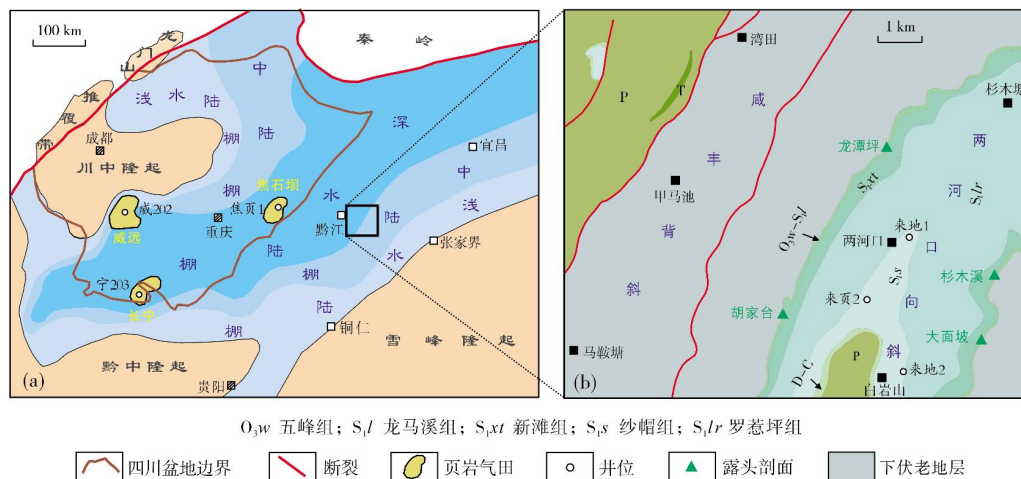 100 km
秦岭
龙门山推覆带
浅水陆棚
中陆棚
深水陆棚
中陆棚
浅水陆棚
成都
川中隆起
宜昌
焦石坝
焦页1
威202
威远
重庆
黔江
张家界
宁203
长宁
铜仁
雪峰隆起
黔中隆起
贵阳
(a)
1 km
湾田
P
T
咸丰背斜
杉木塘
龙潭坪
S₁xt
两河口向斜
S₁lr
甲马池
O₃w-S₁l
两河口
来地1
S₁s
杉木溪
来页2
胡家台
大面坡
马鞍塘
P
D-C
来地2
白岩山
(b)
O₃w 五峰组；S₁l 龙马溪组；S₁xt 新滩组；S₁s 纱帽组；S₁lr 罗惹坪组
四川盆地边界 断裂 页岩气田 井位 露头剖面 下伏老地层